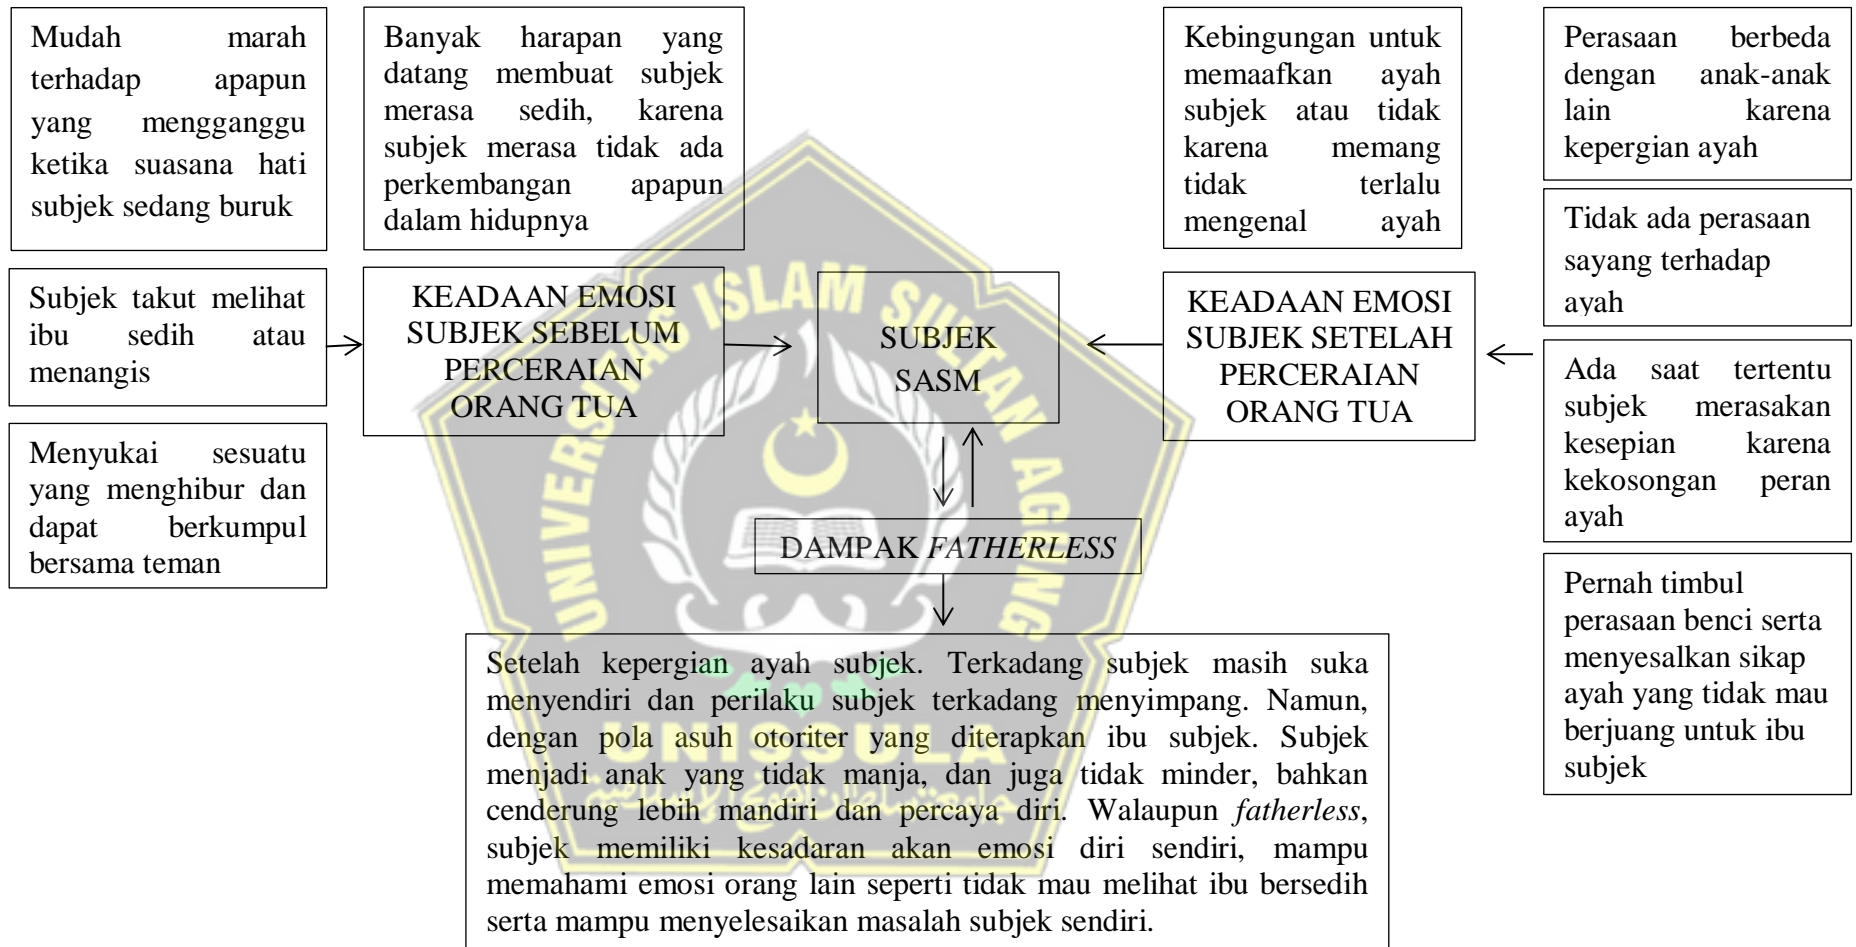 Mudah marah
terhadap apapun
yang mengganggu
ketika suasana hati
subjek sedang buruk
Banyak harapan yang
datang membuat subjek
merasa sedih, karena
subjek merasa tidak ada
perkembangan apapun
dalam hidupnya
Kebingungan untuk
memaafkan ayah
subjek atau tidak
karena memang
tidak terlalu
mengenal ayah
Perasaan berbeda
dengan anak-anak
lain karena
kepergian ayah
Tidak ada perasaan
sayang terhadap
ayah
Subjek takut melihat
ibu sedih atau
menangis
KEADAAN EMOSI
SUBJEK SEBELUM
PERCERAIAN
ORANG TUA
SUBJEK
SASM
KEADAAN EMOSI
SUBJEK SETELAH
PERCERAIAN
ORANG TUA
Ada saat tertentu
subjek merasakan
kesepian karena
kekosongan peran
ayah
Menyukai sesuatu
yang menghibur dan
dapat berkumpul
bersama teman
DAMPAK FATHERLESS
Pernah timbul
perasaan benci serta
menyesalkan sikap
ayah yang tidak mau
berjuang untuk ibu
subjek
Setelah kepergian ayah subjek. Terkadang subjek masih suka
menyendiri dan perilaku subjek terkadang menyimpang. Namun,
dengan pola asuh otoriter yang diterapkan ibu subjek. Subjek
menjadi anak yang tidak manja, dan juga tidak minder, bahkan
cenderung lebih mandiri dan percaya diri. Walaupun fatherless,
subjek memiliki kesadaran akan emosi diri sendiri, mampu
memahami emosi orang lain seperti tidak mau melihat ibu bersedih
serta mampu menyelesaikan masalah subjek sendiri.
UNIVERSITAS ISLAM SULTAN AGUNG
UNISSULA